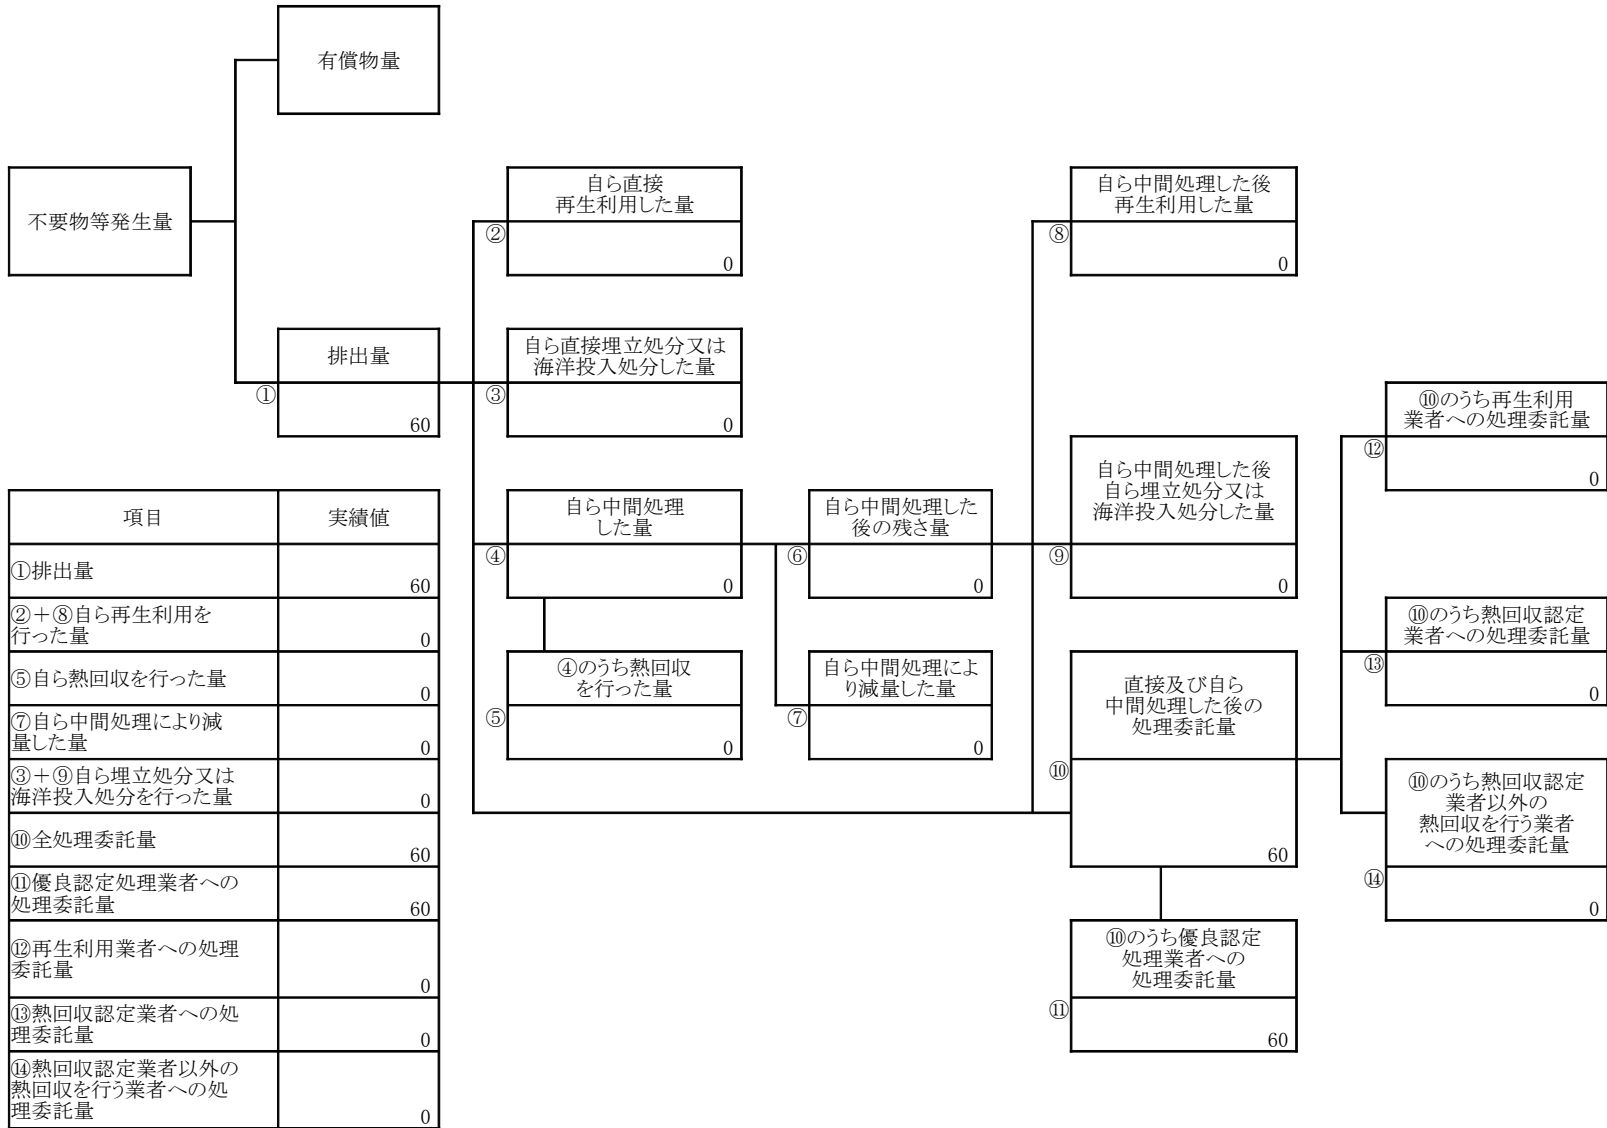 有償物量
不要物等発生量
自ら直接
再生利用した量
②
0
自ら中間処理した後
再生利用した量
⑧
0
排出量
①
60
自ら直接埋立処分又は
海洋投入処分した量
③
0
⑩のうち再生利用
業者への処理委託量
⑫
0
自ら中間処理
した量
④
0
自ら中間処理した
後の残さ量
⑥
0
自ら中間処理した後
自ら埋立処分又は
海洋投入処分した量
⑨
0
⑩のうち熱回収認定
業者への処理委託量
⑬
0
④のうち熱回収
を行った量
⑤
0
自ら中間処理によ
り減量した量
⑦
0
直接及び自ら
中間処理した後の
処理委託量
⑩
60
⑩のうち熱回収認定
業者以外の
熱回収を行う業者
への処理委託量
⑭
0
⑩のうち優良認定
処理業者への
処理委託量
⑪
60
項目 実績値
①排出量
60
②+⑧自ら再生利用を
行った量
0
⑤自ら熱回収を行った量
0
⑦自ら中間処理により減
量した量
0
③+⑨自ら埋立処分又は
海洋投入処分を行った量
0
⑩全処理委託量
60
⑪優良認定処理業者への
処理委託量
60
⑫再生利用業者への処理
委託量
0
⑬熱回収認定業者への処
理委託量
0
⑭熱回収認定業者以外の
熱回収を行う業者への処
理委託量
0